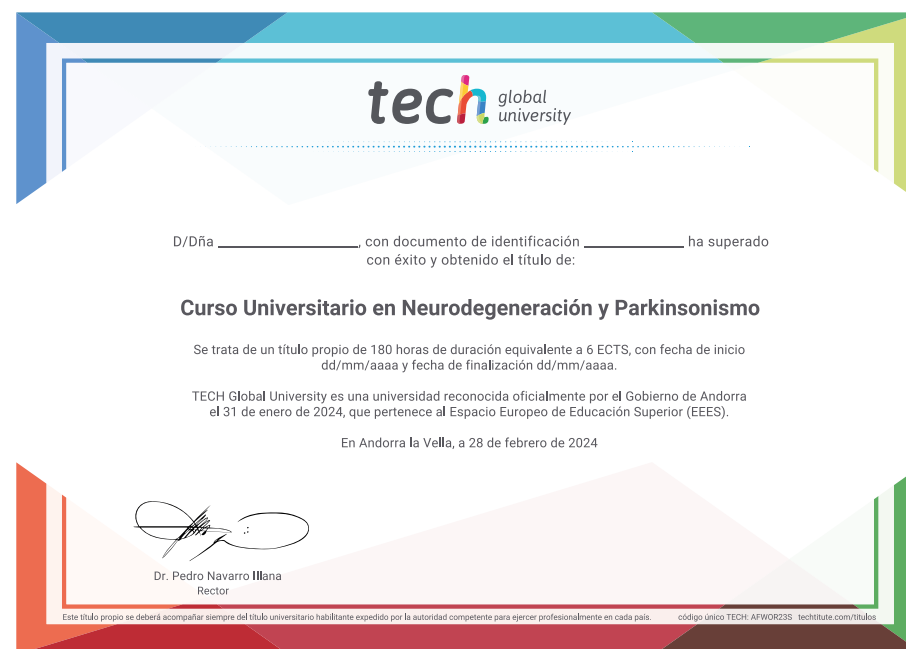 tech global university
D/Dña ____________________, con documento de identificación ______________ ha superado
con éxito y obtenido el título de:
Curso Universitario en Neurodegeneración y Parkinsonismo
Se trata de un título propio de 180 horas de duración equivalente a 6 ECTS, con fecha de inicio
dd/mm/aaaa y fecha de finalización dd/mm/aaaa.
TECH Global University es una universidad reconocida oficialmente por el Gobierno de Andorra
el 31 de enero de 2024, que pertenece al Espacio Europeo de Educación Superior (EEES).
En Andorra la Vella, a 28 de febrero de 2024
Dr. Pedro Navarro Illana
Rector
Este título propio se deberá acompañar siempre del título universitario habilitante expedido por la autoridad competente para ejercer profesionalmente en cada país. código único TECH: AFWOR23S techtitute.com/titulos